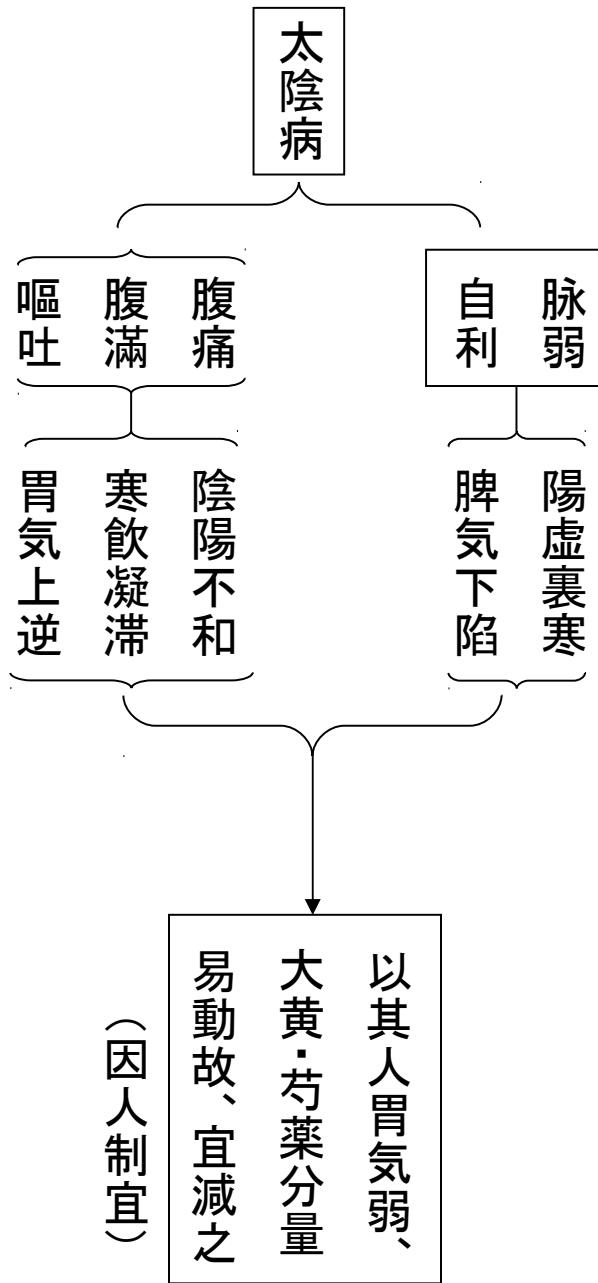 太陰病
脉弱
自利
陽虚裏寒
脾気下陥
腹痛
腹滿
嘔吐
陰陽不和
寒飲凝滞
胃気上逆
以其人胃気弱、
大黄・芍薬分量
易動故、宜減之
（因人制宜）